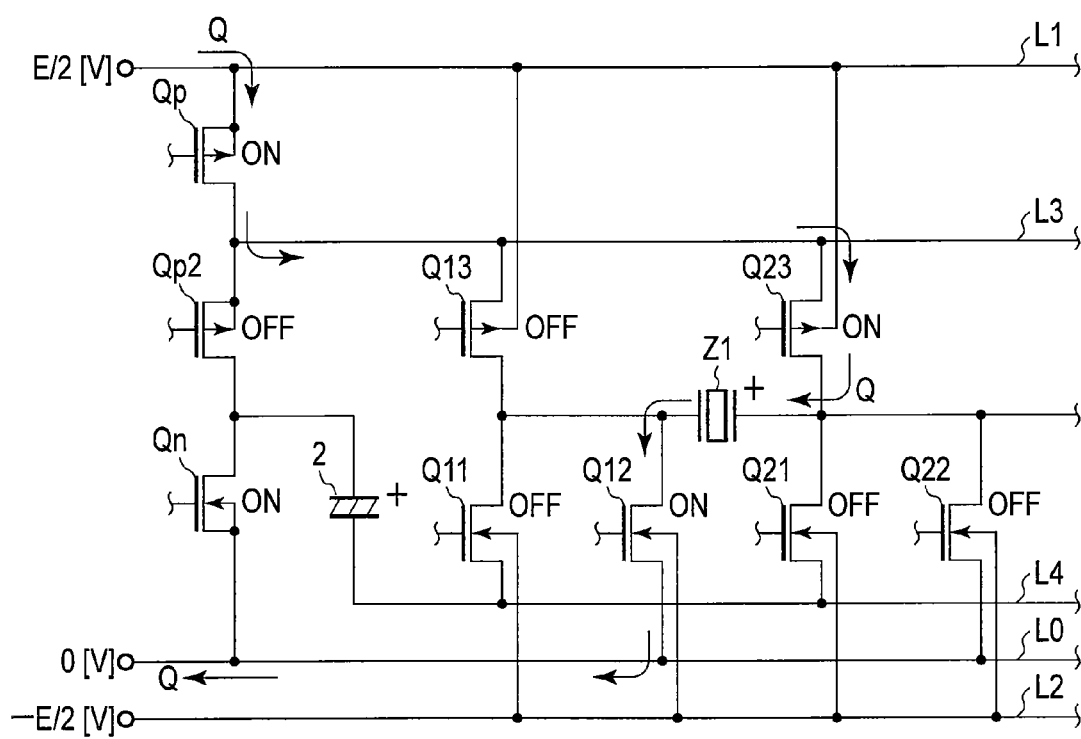 Q
E/2 [V]
L1
Qp
ON
L3
Qp2
OFF
Q13
OFF
Q23
ON
Z1
+
Q
Qn
ON
2
+
Q11
OFF
Q12
ON
Q21
OFF
Q22
OFF
L4
0 [V]
L0
Q
−E/2 [V]
L2